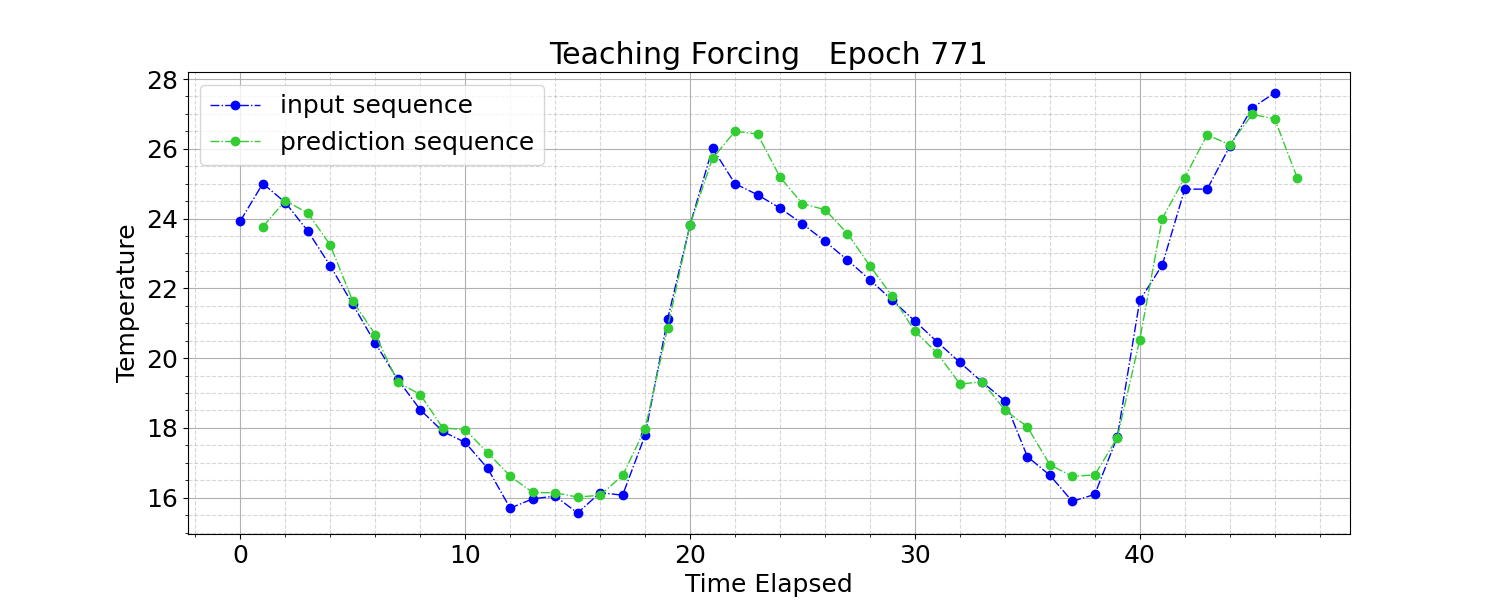 Teaching Forcing   Epoch 771
input sequence
prediction sequence
Temperature
28
26
24
22
20
18
16
0 10 20 30 40
Time Elapsed